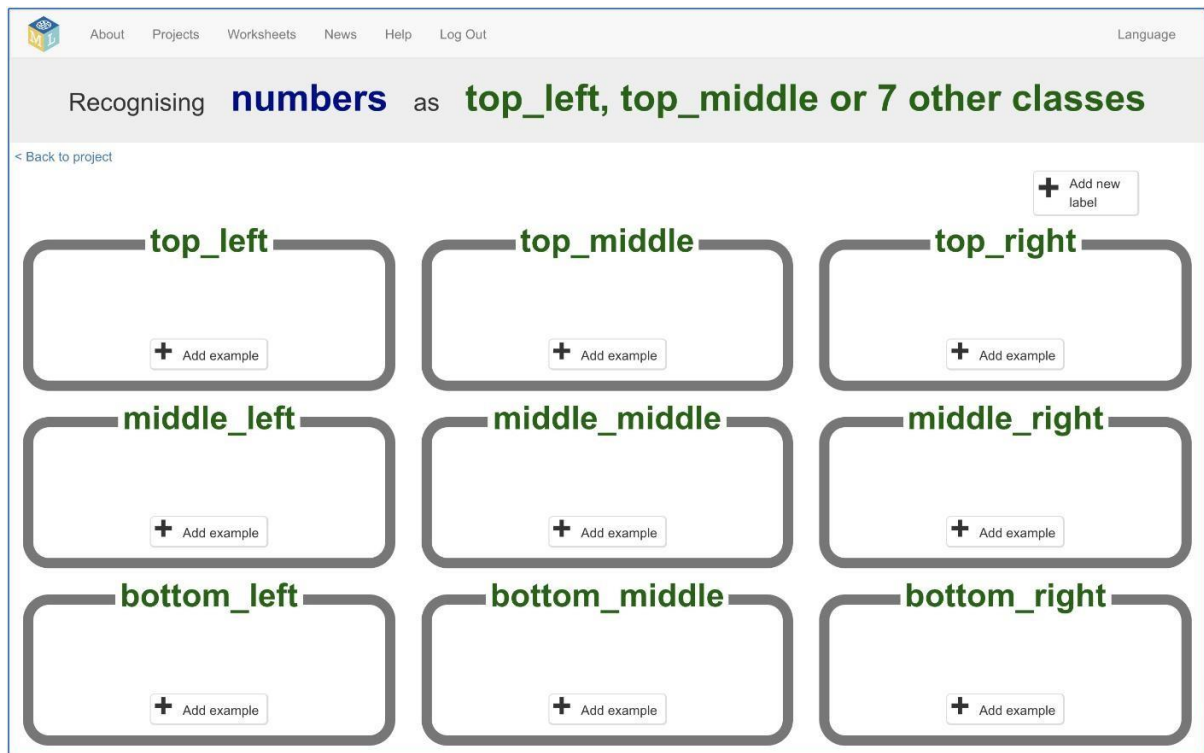 M L
About Projects Worksheets News Help Log Out Language
Recognising numbers as top_left, top_middle or 7 other classes
< Back to project
+ Add new
label
top_left top_middle top_right
+ Add example + Add example + Add example
middle_left middle_middle middle_right
+ Add example + Add example + Add example
bottom_left bottom_middle bottom_right
+ Add example + Add example + Add example